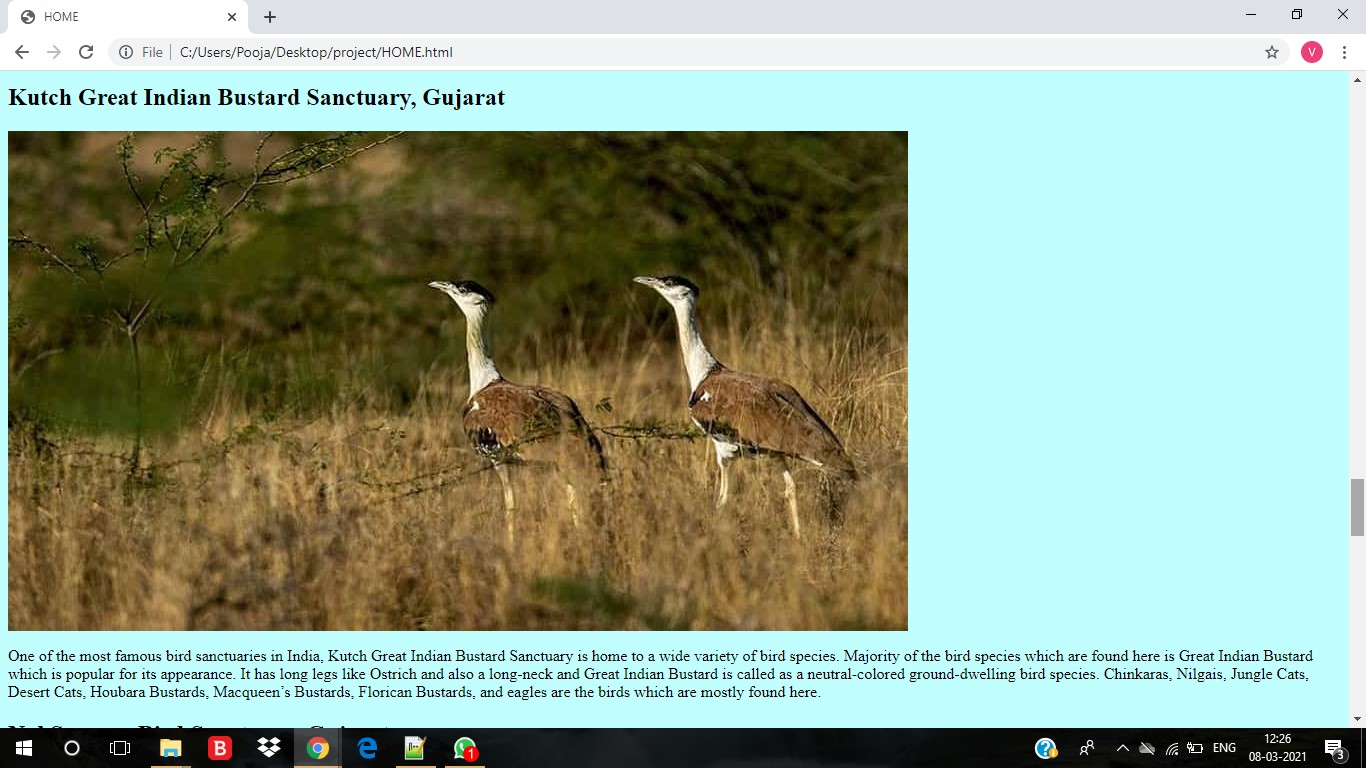 HOME
File
C:/Users/Pooja/Desktop/project/HOME.html
V
Kutch Great Indian Bustard Sanctuary, Gujarat
One of the most famous bird sanctuaries in India, Kutch Great Indian Bustard Sanctuary is home to a wide variety of bird species. Majority of the bird species which are found here is Great Indian Bustard
which is popular for its appearance. It has long legs like Ostrich and also a long-neck and Great Indian Bustard is called as a neutral-colored ground-dwelling bird species. Chinkaras, Nilgais, Jungle Cats,
Desert Cats, Houbara Bustards, Macqueen’s Bustards, Florican Bustards, and eagles are the birds which are mostly found here.
B
1
ENG
12:26
08-03-2021
3